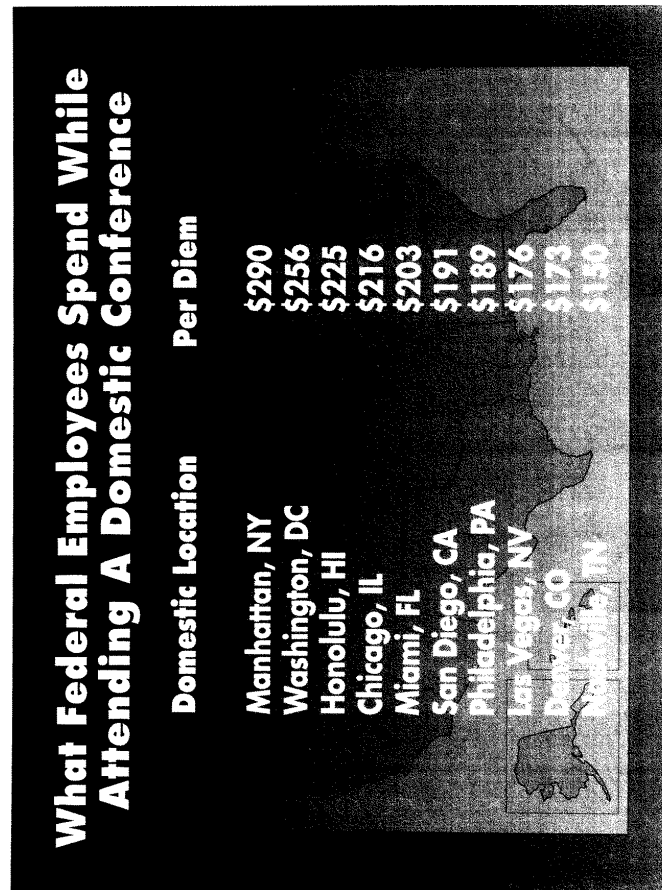 What Federal Employees Spend While
Attending A Domestic Conference
Domestic Location Per Diem
Manhattan, NY $290
Washington, DC $256
Honolulu, HI $225
Chicago, IL $216
Miami, FL $203
San Diego, CA $191
Philadelphia, PA $189
Las Vegas, NV $176
Denver, CO $173
Nashville, TN $150